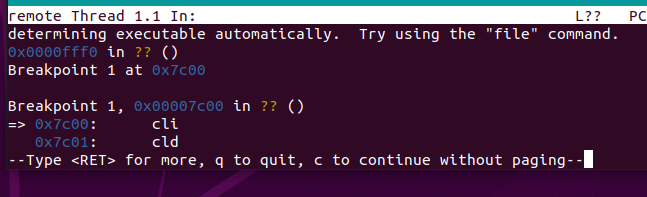 remote Thread 1.1 In: L?? PC
determining executable automatically. Try using the "file" command.
0x0000fff0 in ?? ()
Breakpoint 1 at 0x7c00
Breakpoint 1, 0x00007c00 in ?? ()
=> 0x7c00: cli
0x7c01: cld
--Type <RET> for more, q to quit, c to continue without paging--